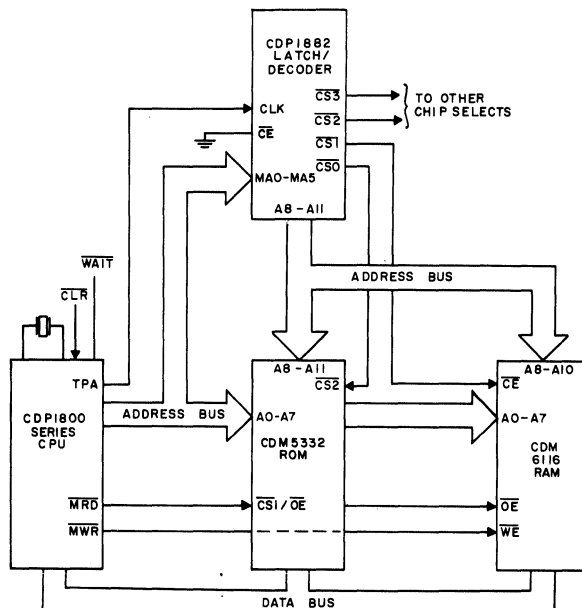 CDP1882
LATCH/
DECODER
CLK
CE
MA0-MA5
A8-A11
CS3
CS2
CS1
CS0
TO OTHER
CHIP SELECTS
ADDRESS BUS
WAIT
CLR
TPA
CDP1800
SERIES
CPU
MRD
MWR
ADDRESS BUS
A8-A11
CS2
A0-A7
CDM5332
ROM
CS1/OE
A8-A10
CE
A0-A7
CDM
6116
RAM
OE
WE
DATA BUS